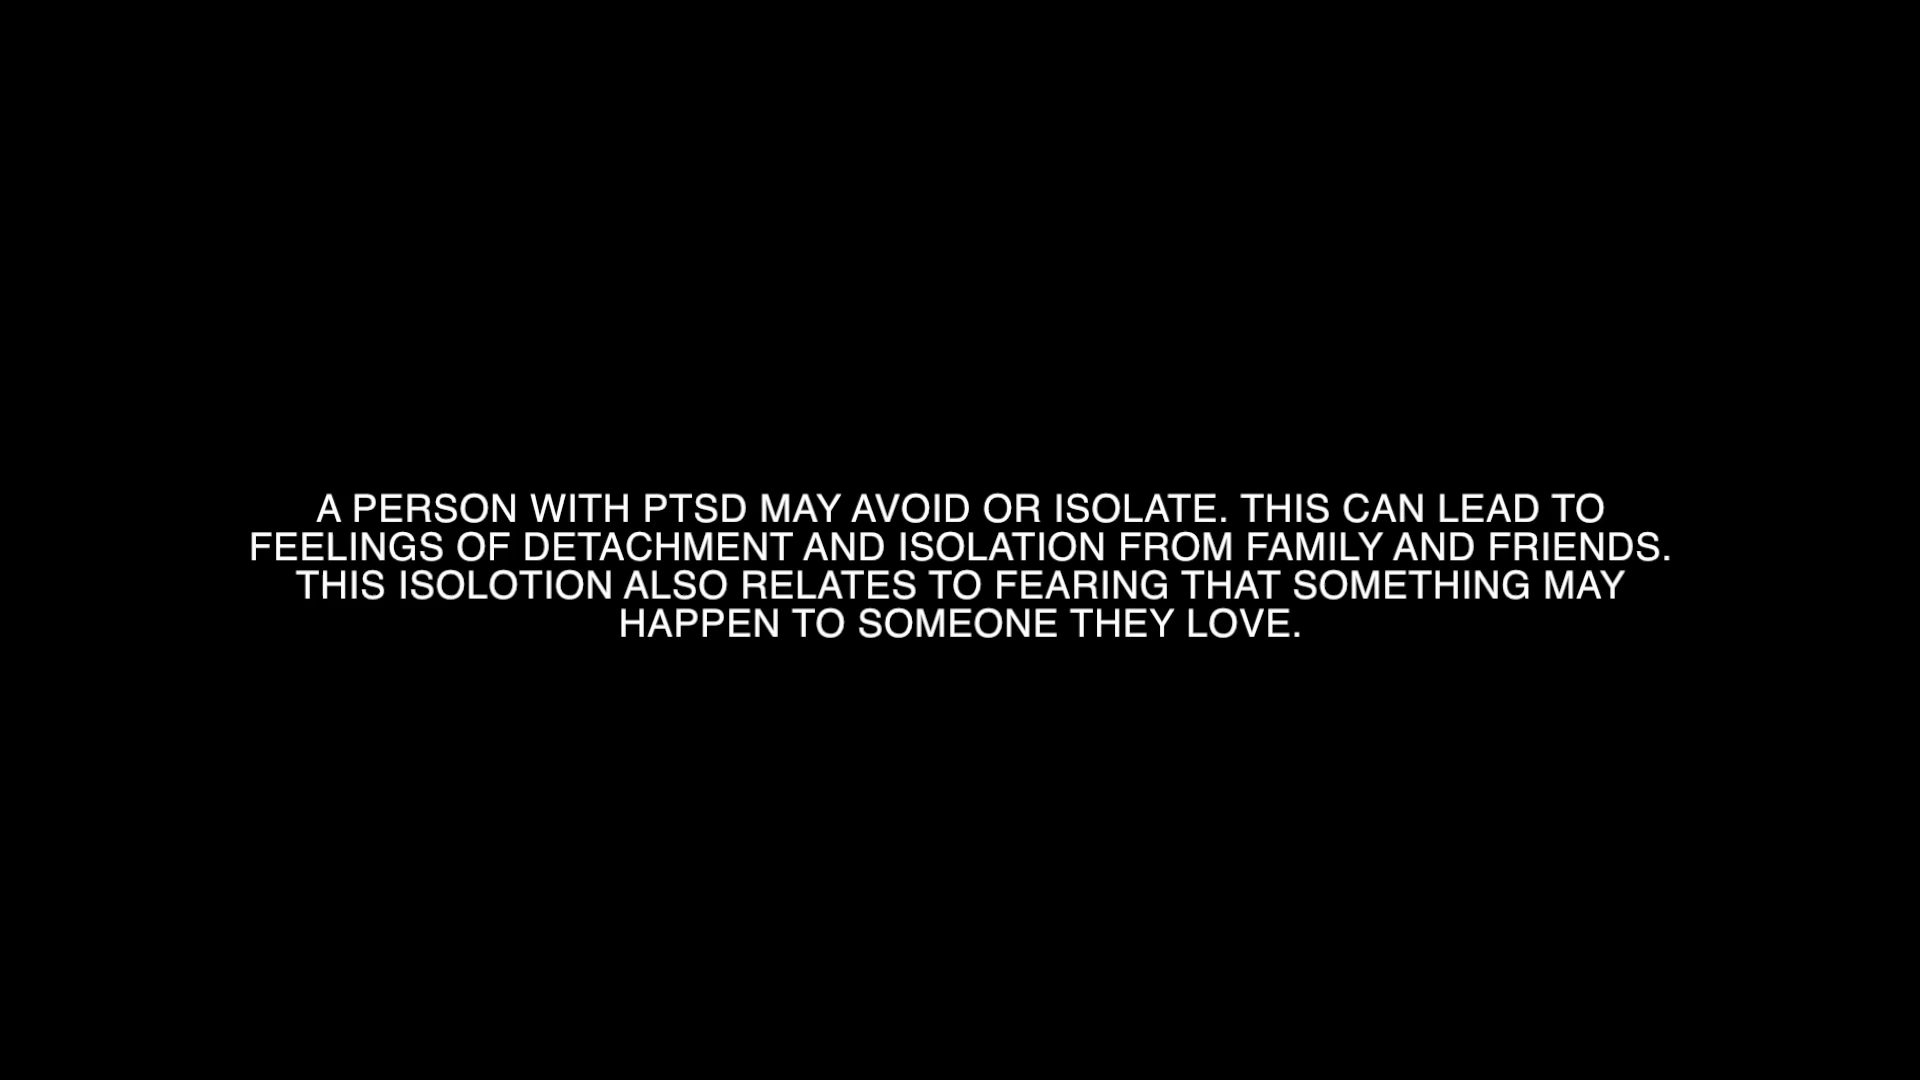 A PERSON WITH PTSD MAY AVOID OR ISOLATE. THIS CAN LEAD TO
FEELINGS OF DETACHMENT AND ISOLATION FROM FAMILY AND FRIENDS.
THIS ISOLOTION ALSO RELATES TO FEARING THAT SOMETHING MAY
HAPPEN TO SOMEONE THEY LOVE.